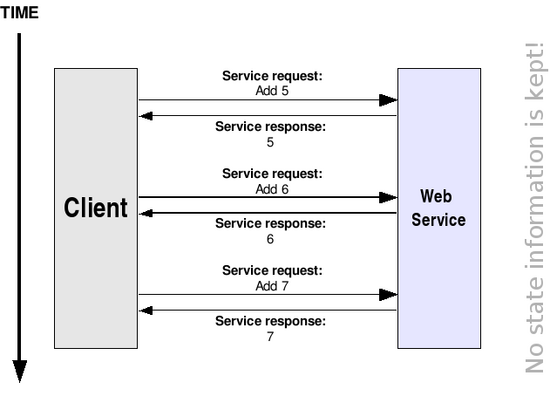 TIME
Service request:
Add 5
Service response:
5
Service request:
Add 6
Service response:
6
Service request:
Add 7
Service response:
7
Client
Web
Service
No state information is kept!